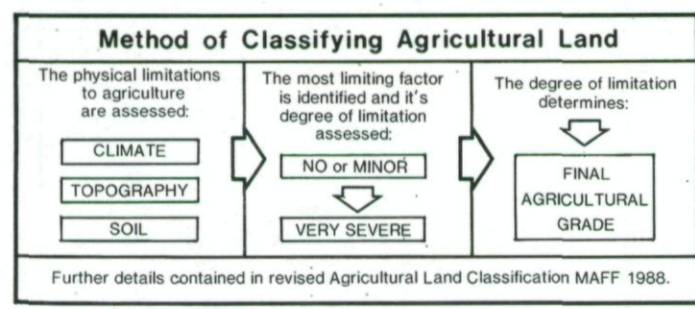 Method of Classifying Agricultural Land
The physical limitations
to agriculture
are assessed:
CLIMATE
TOPOGRAPHY
SOIL
The most limiting factor
is identified and it's
degree of limitation
assessed:
NO or MINOR
VERY SEVERE
The degree of limitation
determines:
FINAL
AGRICULTURAL
GRADE
Further details contained in revised Agricultural Land Classification MAFF 1988.